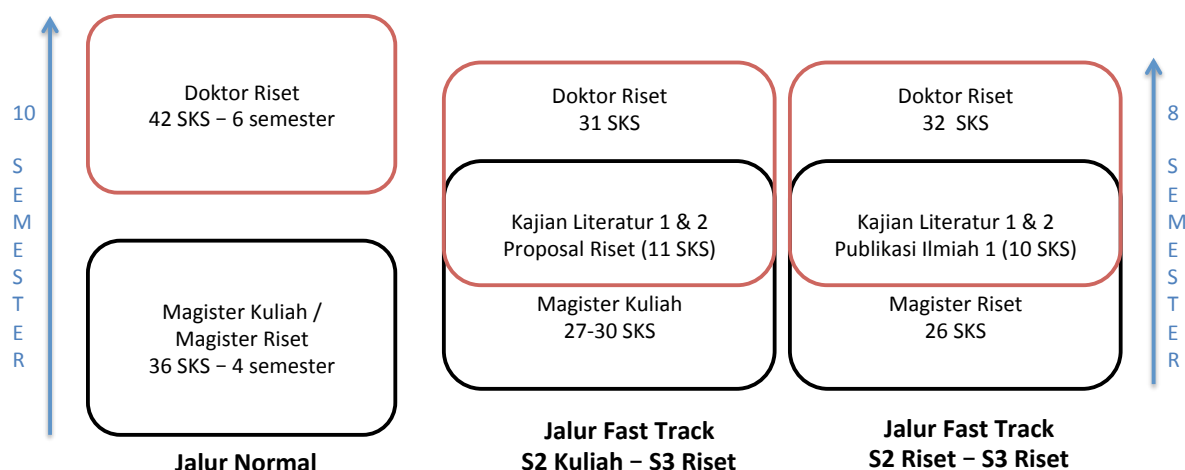 10
SEMESTER
Doktor Riset
42 SKS – 6 semester
Magister Kuliah /
Magister Riset
36 SKS – 4 semester
Jalur Normal
Doktor Riset
31 SKS
Kajian Literatur 1 & 2
Proposal Riset (11 SKS)
Magister Kuliah
27-30 SKS
Jalur Fast Track
S2 Kuliah – S3 Riset
Doktor Riset
32 SKS
Kajian Literatur 1 & 2
Publikasi Ilmiah 1 (10 SKS)
Magister Riset
26 SKS
Jalur Fast Track
S2 Riset – S3 Riset
8
SEMESTER